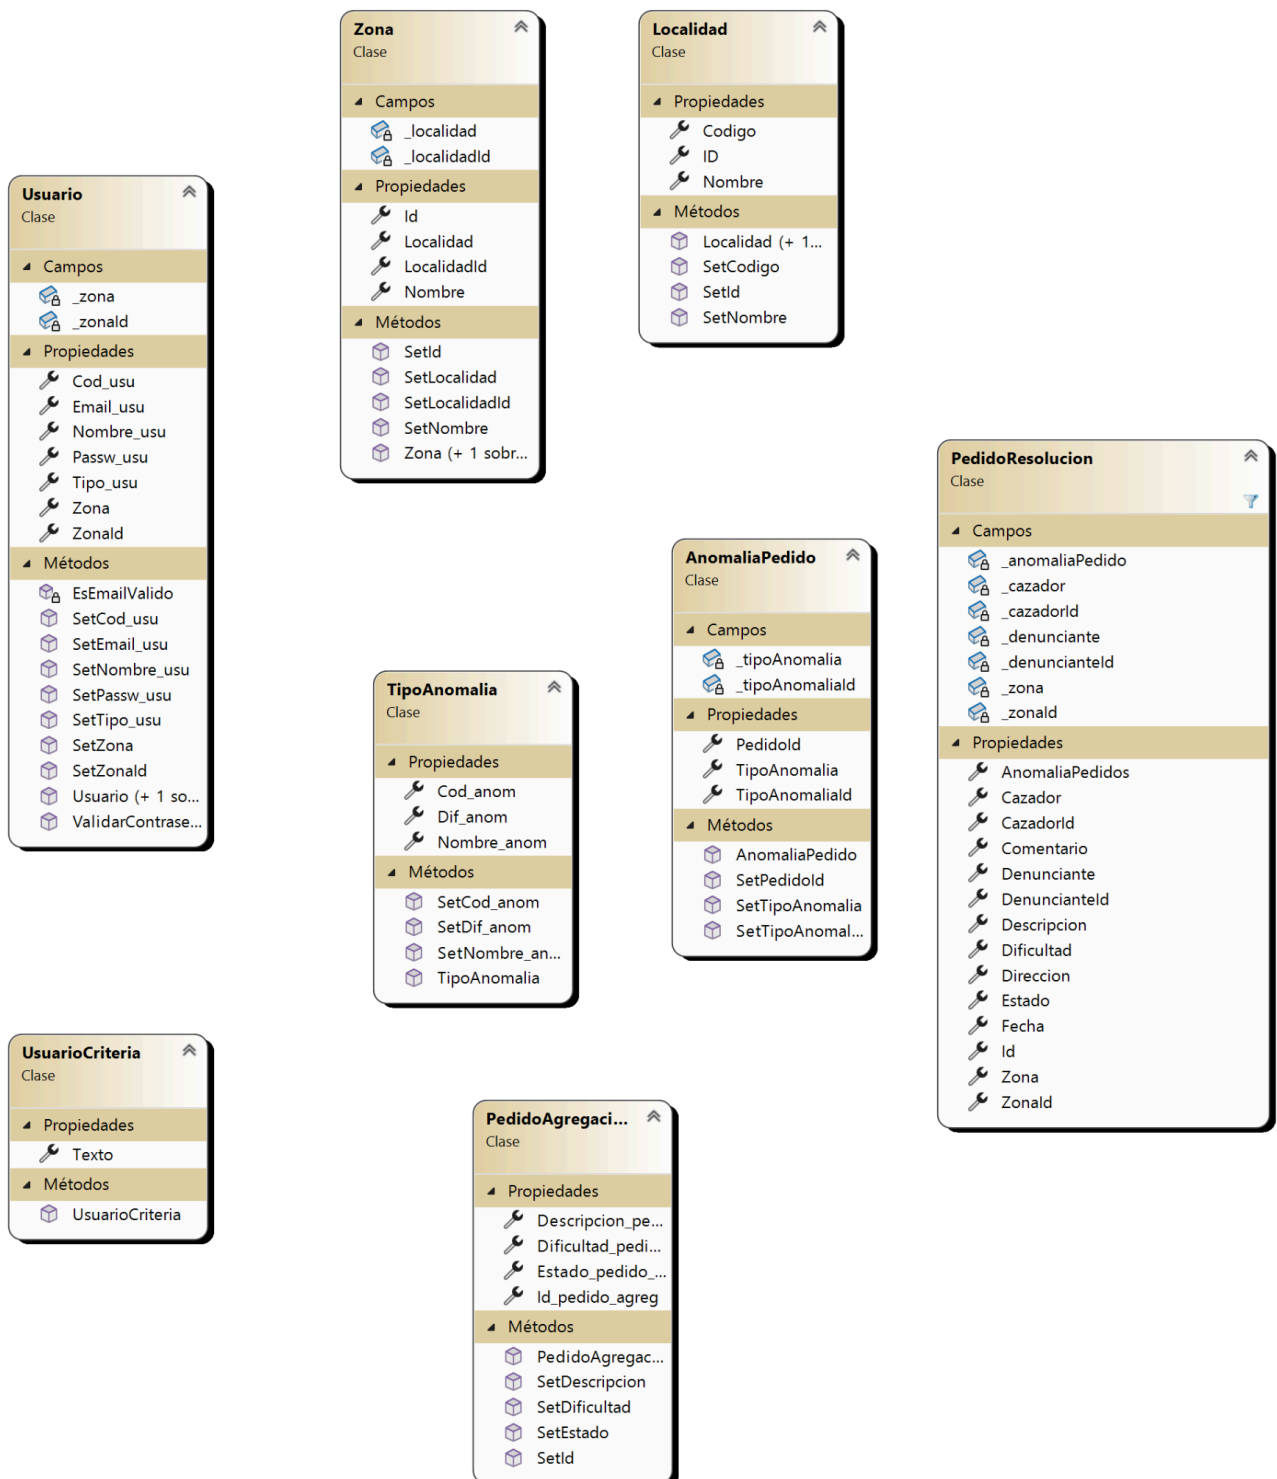 Zona
Clase
Campos
_localidad
_localidadId
Propiedades
Id
Localidad
LocalidadId
Nombre
Métodos
SetId
SetLocalidad
SetLocalidadId
SetNombre
Zona (+ 1 sobr...
Localidad
Clase
Propiedades
Codigo
ID
Nombre
Métodos
Localidad (+ 1...
SetCodigo
SetId
SetNombre
Usuario
Clase
Campos
_zona
_zonaId
Propiedades
Cod_usu
Email_usu
Nombre_usu
Passw_usu
Tipo_usu
Zona
ZonaId
Métodos
EsEmailValido
SetCod_usu
SetEmail_usu
SetNombre_usu
SetPassw_usu
SetTipo_usu
SetZona
SetZonaId
Usuario (+ 1 so...
ValidarContrase...
PedidoResolucion
Clase
Campos
_anomaliaPedido
_cazador
_cazadorId
_denunciante
_denuncianteId
_zona
_zonaId
Propiedades
AnomaliaPedidos
Cazador
CazadorId
Comentario
Denunciante
DenuncianteId
Descripcion
Dificultad
Direccion
Estado
Fecha
Id
Zona
ZonaId
AnomaliaPedido
Clase
Campos
_tipoAnomalia
_tipoAnomaliaId
Propiedades
PedidoId
TipoAnomalia
TipoAnomaliaId
Métodos
AnomaliaPedido
SetPedidoId
SetTipoAnomalia
SetTipoAnomal...
TipoAnomalia
Clase
Propiedades
Cod_anom
Dif_anom
Nombre_anom
Métodos
SetCod_anom
SetDif_anom
SetNombre_an...
TipoAnomalia
UsuarioCriteria
Clase
Propiedades
Texto
Métodos
UsuarioCriteria
PedidoAgregaci...
Clase
Propiedades
Descripcion_pe...
Dificultad_pedi...
Estado_pedido_...
Id_pedido_agreg
Métodos
PedidoAgregac...
SetDescripcion
SetDificultad
SetEstado
SetId